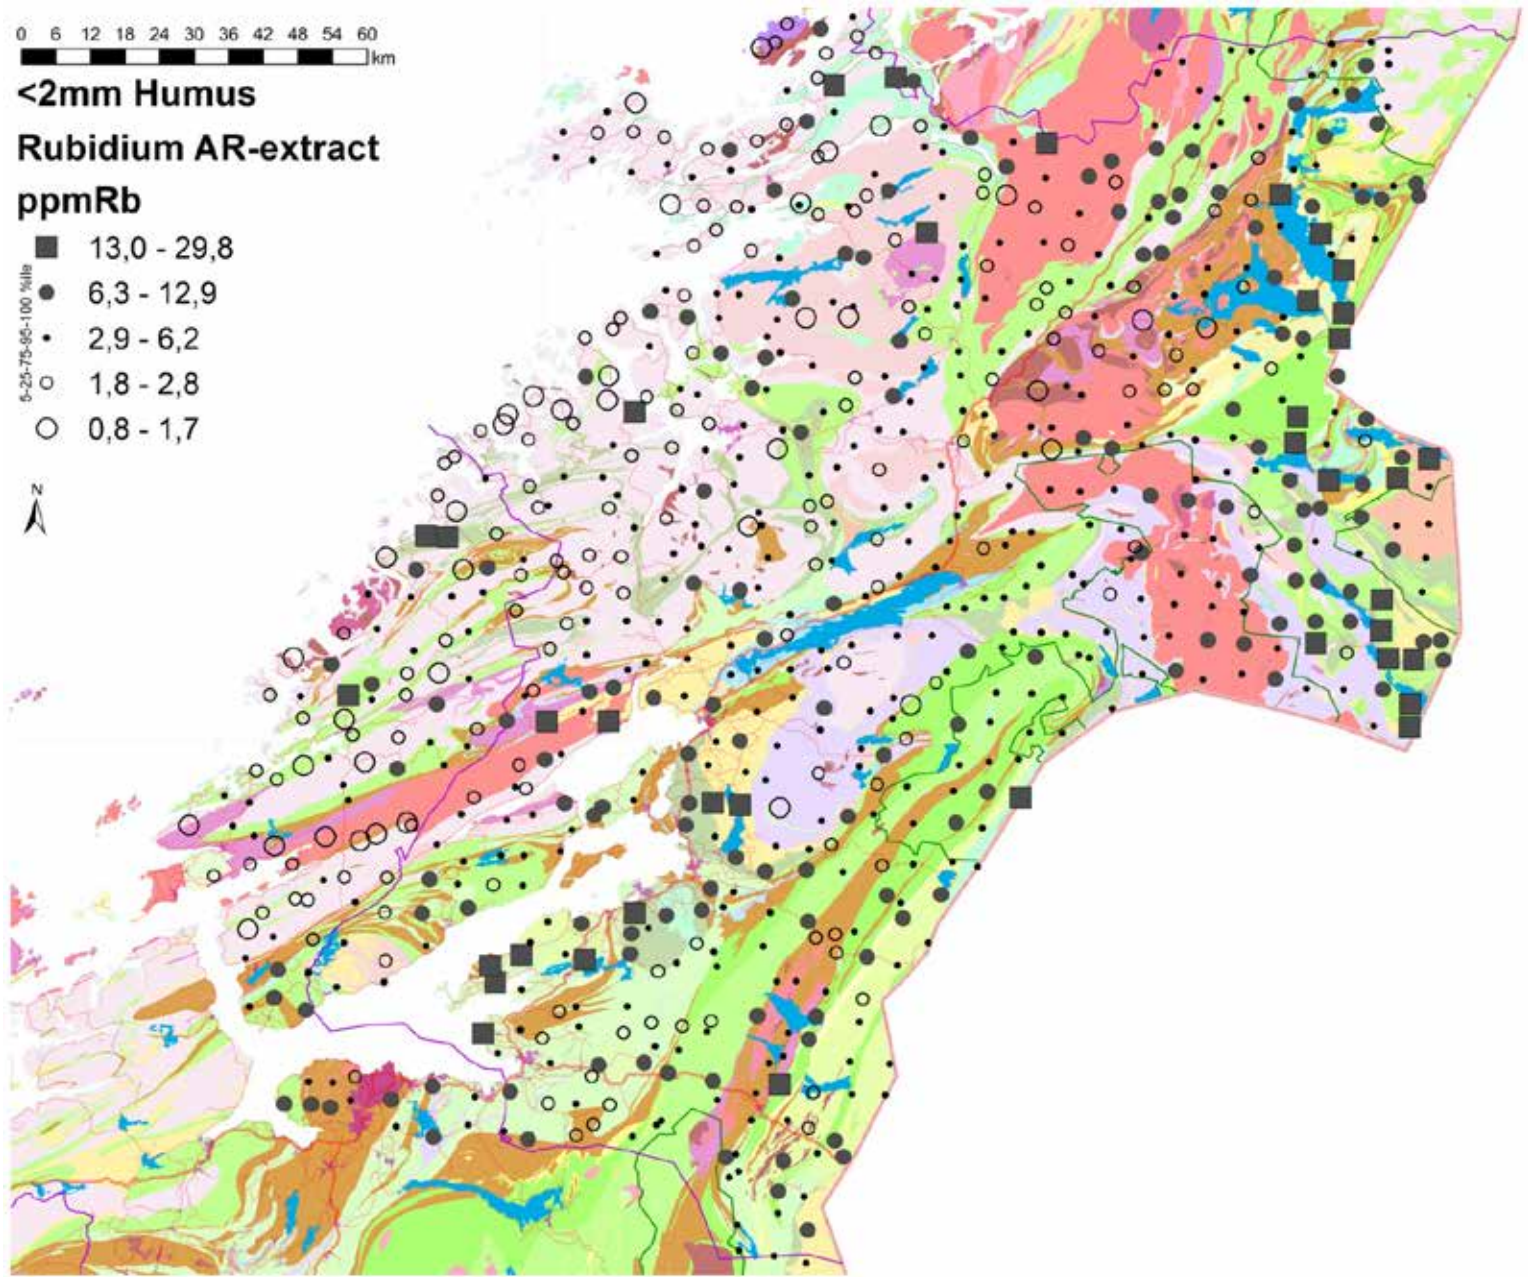 0 6 12 18 24 30 36 42 48 54 60
km
<2mm Humus
Rubidium AR-extract
ppmRb
13,0 - 29,8
6,3 - 12,9
2,9 - 6,2
1,8 - 2,8
0,8 - 1,7
5-25-75-95-100 %ile
N